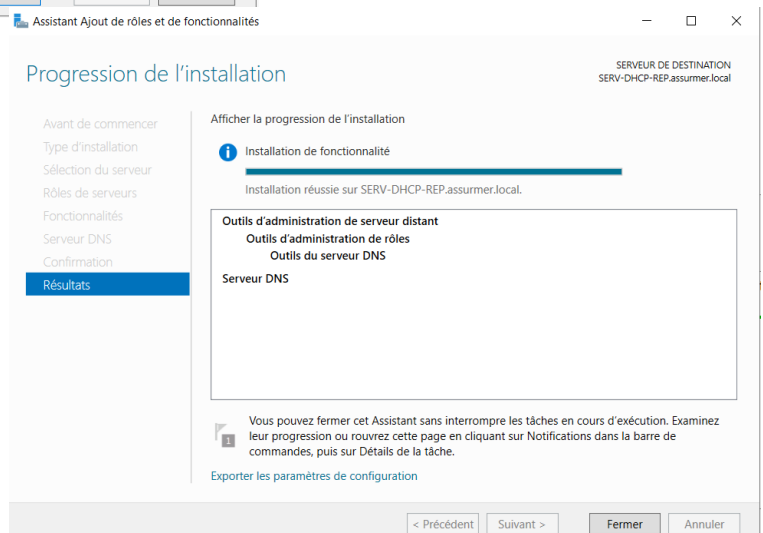 Assistant Ajout de rôles et de fonctionnalités
Progression de l'installation
SERVEUR DE DESTINATION
SERV-DHCP-REP.assurmer.local
Avant de commencer
Type d'installation
Sélection du serveur
Rôles de serveurs
Fonctionnalités
Serveur DNS
Confirmation
Résultats
Afficher la progression de l'installation
Installation de fonctionnalité
Installation réussie sur SERV-DHCP-REP.assurmer.local.
Outils d'administration de serveur distant
Outils d'administration de rôles
Outils du serveur DNS
Serveur DNS
1
Vous pouvez fermer cet Assistant sans interrompre les tâches en cours d'exécution. Examinez
leur progression ou rouvrez cette page en cliquant sur Notifications dans la barre de
commandes, puis sur Détails de la tâche.
Exporter les paramètres de configuration
< Précédent
Suivant >
Fermer
Annuler